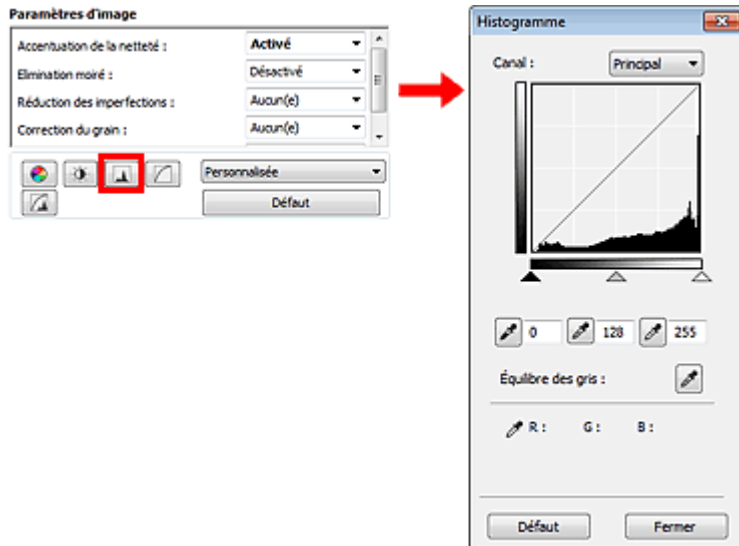 Paramètres d'image
Accentuation de la netteté : Activé
Elimination moiré : Désactivé
Réduction des imperfections : Aucun(e)
Correction du grain : Aucun(e)
Personnalisée
Défaut
Histogramme
Canal : Principal
0 128 255
Équilibre des gris :
R : G : B :
Défaut Fermer